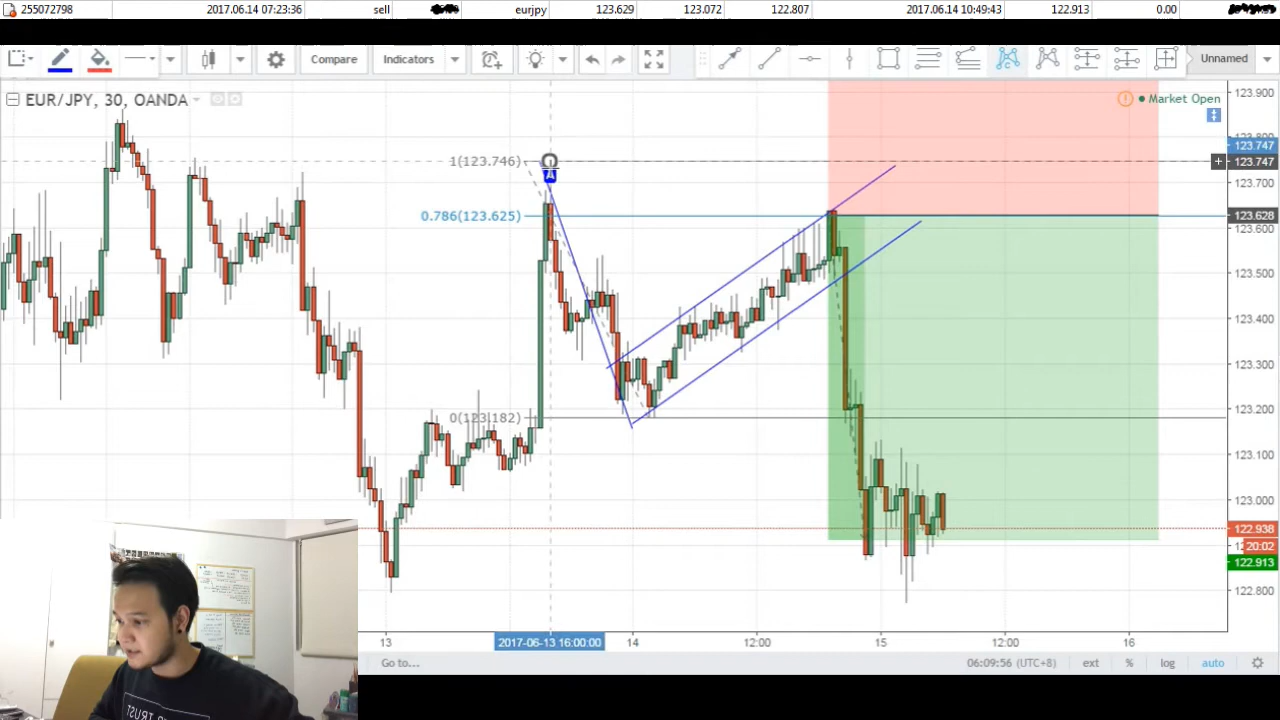 255072798 2017.06.14 07:23:36 sell eurjpy 123.629 123.072 122.807 2017.06.14 10:49:43 122.913 0.00
Compare Indicators Unnamed
EUR/JPY, 30, OANDA
Market Open
123.900
123.800
123.747
1(123.746)
A
123.747
123.700
0.786(123.625)
123.628
123.600
123.500
123.400
123.300
0(123.182)
123.200
123.100
123.000
122.938
20:02
122.913
122.800
13 2017-06-13 16:00:00 14 12:00 15 12:00 16
Go to... 06:09:56 (UTC+8) ext % log auto